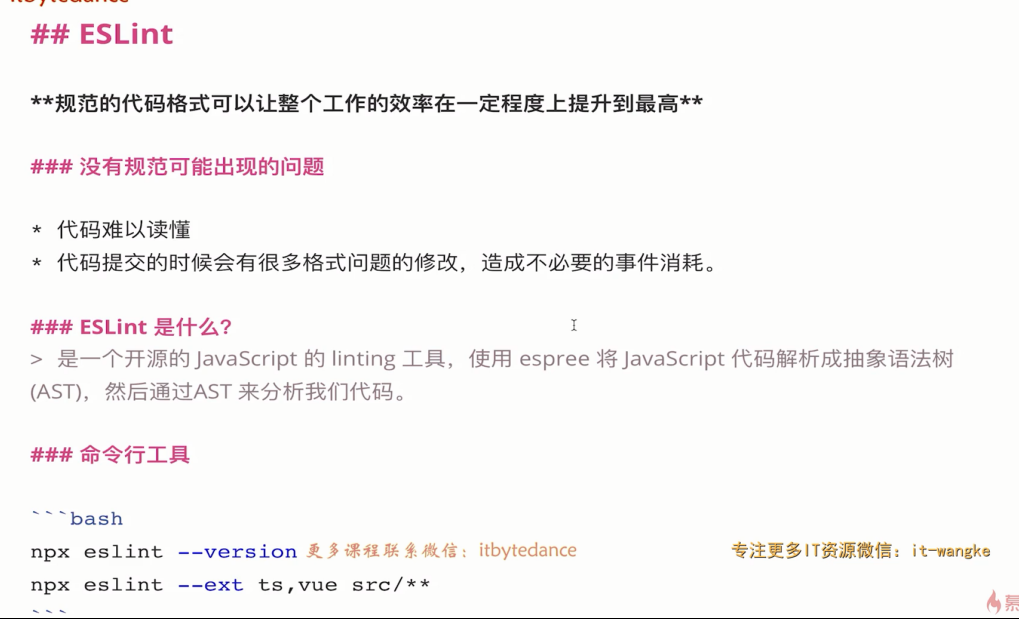 itbytedance
## ESLint
**规范的代码格式可以让整个工作的效率在一定程度上提升到最高**
### 没有规范可能出现的问题
* 代码难以读懂
* 代码提交的时候会有很多格式问题的修改，造成不必要的事件消耗。
### ESLint 是什么?
> 是一个开源的 JavaScript 的 linting 工具，使用 espree 将 JavaScript 代码解析成抽象语法树
(AST)，然后通过AST 来分析我们代码。
### 命令行工具
```bash
npx eslint --version 更多课程联系微信：itbytedance 专注更多IT资源微信：it-wangke
npx eslint --ext ts,vue src/**
```
慕